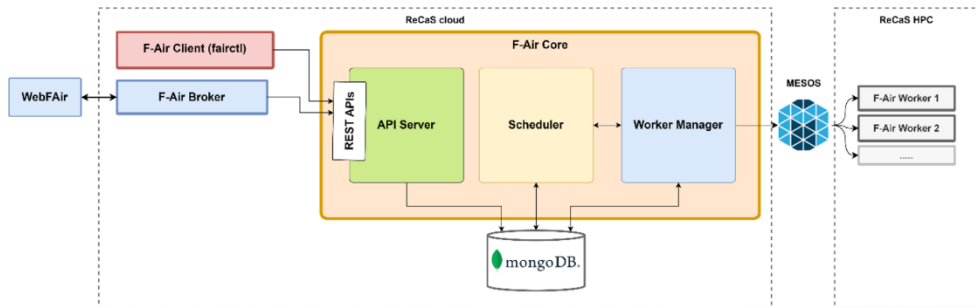 ReCaS cloud
ReCaS HPC
F-Air Client (fairctl)
F-Air Core
WebFAir
F-Air Broker
REST APIs
API Server
Scheduler
Worker Manager
MESOS
F-Air Worker 1
F-Air Worker 2
.....
mongoDB.